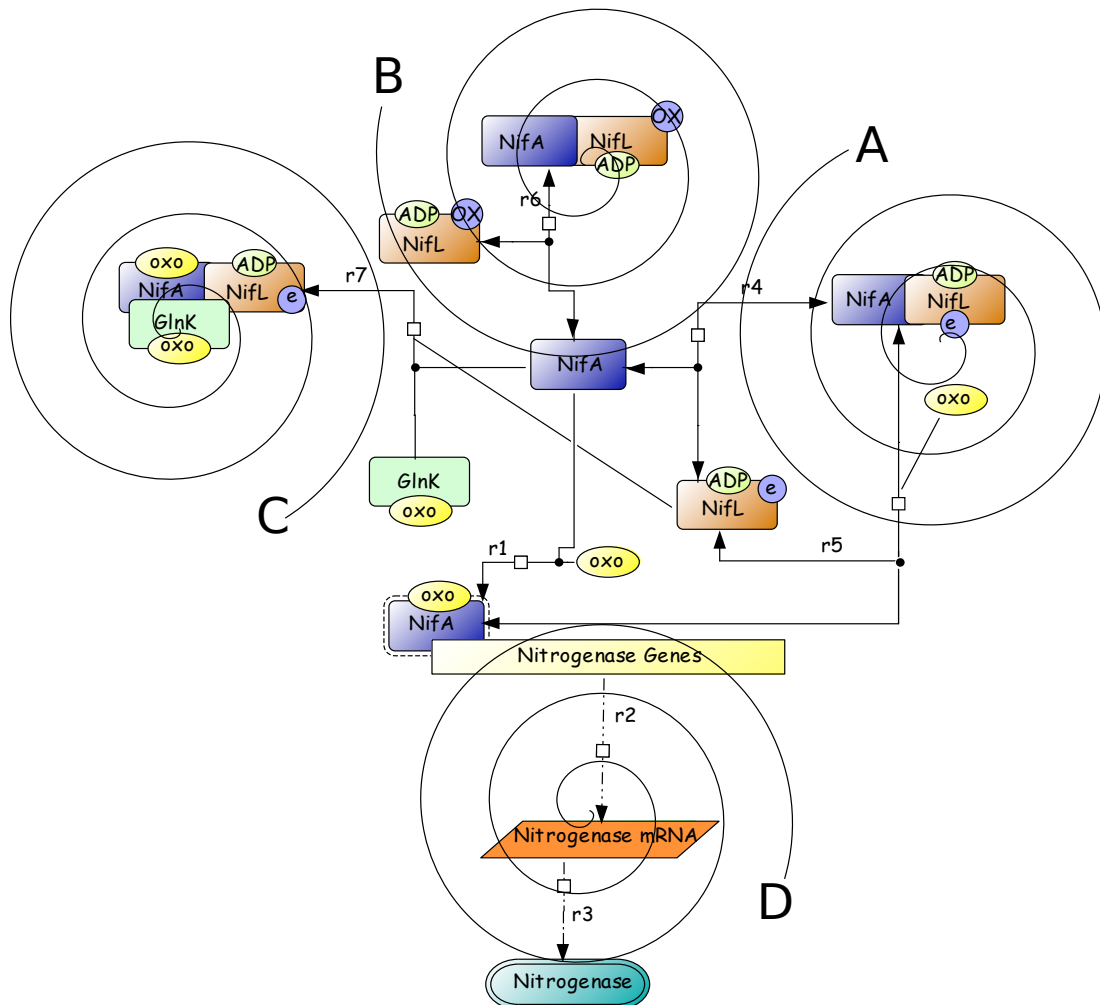 B
OX
NifA
NifL
ADP
A
r6
ADP
OX
NifL
oxo
ADP
NifA
NifL
e
GlnK
oxo
r7
r4
ADP
NifA
NifL
e
oxo
NifA
C
GlnK
oxo
ADP
e
NifL
r1
oxo
r5
oxo
NifA
Nitrogenase Genes
r2
Nitrogenase mRNA
D
r3
Nitrogenase